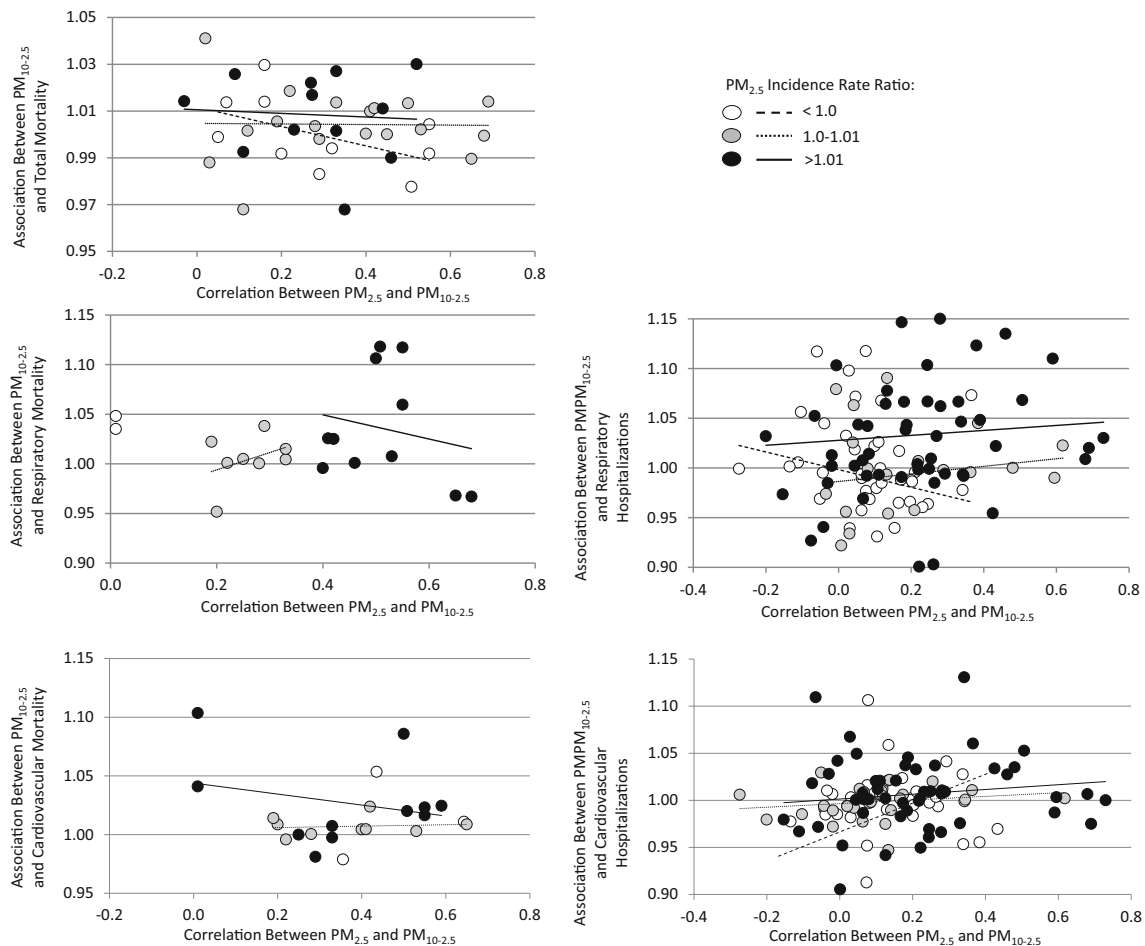 1.05
1.03
1.01
0.99
0.97
0.95
-0.2 0 0.2 0.4 0.6 0.8
Association Between PM10-2.5
and Total Mortality
Correlation Between PM2.5 and PM10-2.5
PM2.5 Incidence Rate Ratio:
< 1.0
1.0-1.01
>1.01
1.15
1.10
1.05
1.00
0.95
0.90
0.0 0.2 0.4 0.6 0.8
Association Between PM10-2.5
and Respiratory Mortality
Correlation Between PM2.5 and PM10-2.5
1.15
1.10
1.05
1.00
0.95
0.90
-0.4 -0.2 0.0 0.2 0.4 0.6 0.8
Association Between PMPM10-2.5
and Respiratory
Hospitalizations
Correlation Between PM2.5 and PM10-2.5
1.15
1.10
1.05
1.00
0.95
0.0 0.2 0.4 0.6 0.8
Association Between PM10-2.5
and Cardiovascular Mortality
Correlation Between PM2.5 and PM10-2.5
1.15
1.10
1.05
1.00
0.95
0.90
-0.4 -0.2 0.0 0.2 0.4 0.6 0.8
Association Between PMPM10-2.5
and Cardiovascular
Hospitalizations
Correlation Between PM2.5 and PM10-2.5